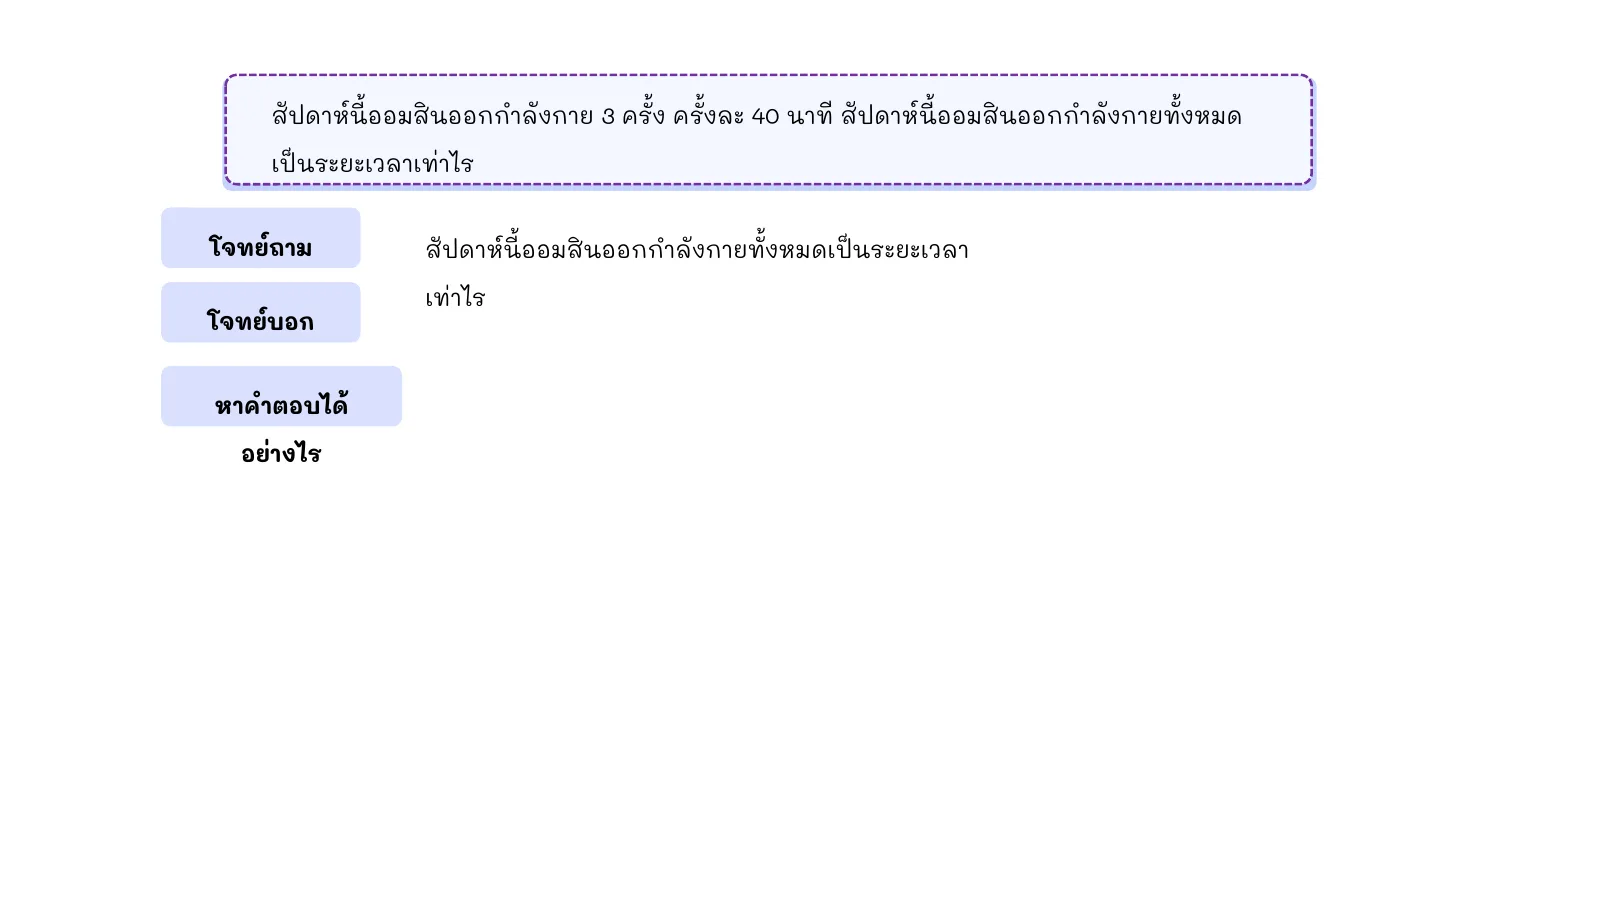 สัปดาห์นี้ออมสินออกกำลังกาย 3 ครั้ง ครั้งละ 40 นาที สัปดาห์นี้ออมสินออกกำลังกายทั้งหมด
เป็นระยะเวลาเท่าไร
โจทย์ถาม
สัปดาห์นี้ออมสินออกกำลังกายทั้งหมดเป็นระยะเวลา
เท่าไร
โจทย์บอก
หาคำตอบได้
อย่างไร